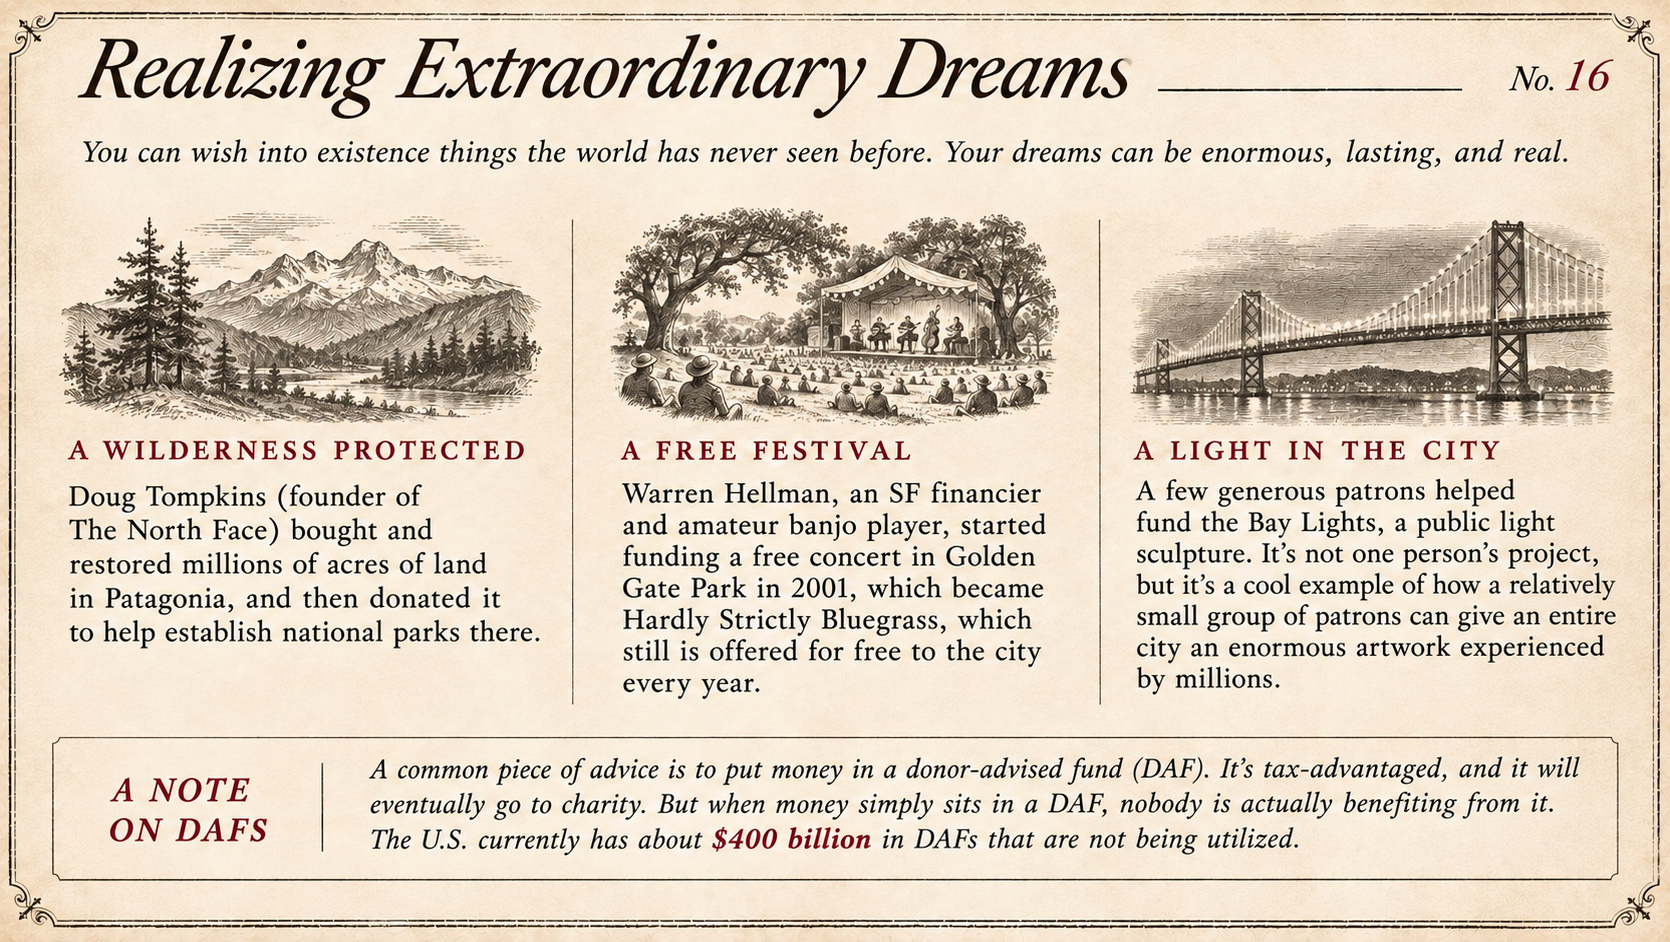 Realizing Extraordinary Dreams
No. 16
You can wish into existence things the world has never seen before. Your dreams can be enormous, lasting, and real.
A WILDERNESS PROTECTED
Doug Tompkins (founder of
The North Face) bought and
restored millions of acres of land
in Patagonia, and then donated it
to help establish national parks there.
A FREE FESTIVAL
Warren Hellman, an SF financier
and amateur banjo player, started
funding a free concert in Golden
Gate Park in 2001, which became
Hardly Strictly Bluegrass, which
still is offered for free to the city
every year.
A LIGHT IN THE CITY
A few generous patrons helped
fund the Bay Lights, a public light
sculpture. It’s not one person’s project,
but it’s a cool example of how a relatively
small group of patrons can give an entire
city an enormous artwork experienced
by millions.
A NOTE
ON DAFS
A common piece of advice is to put money in a donor-advised fund (DAF). It’s tax-advantaged, and it will
eventually go to charity. But when money simply sits in a DAF, nobody is actually benefiting from it.
The U.S. currently has about $400 billion in DAFs that are not being utilized.